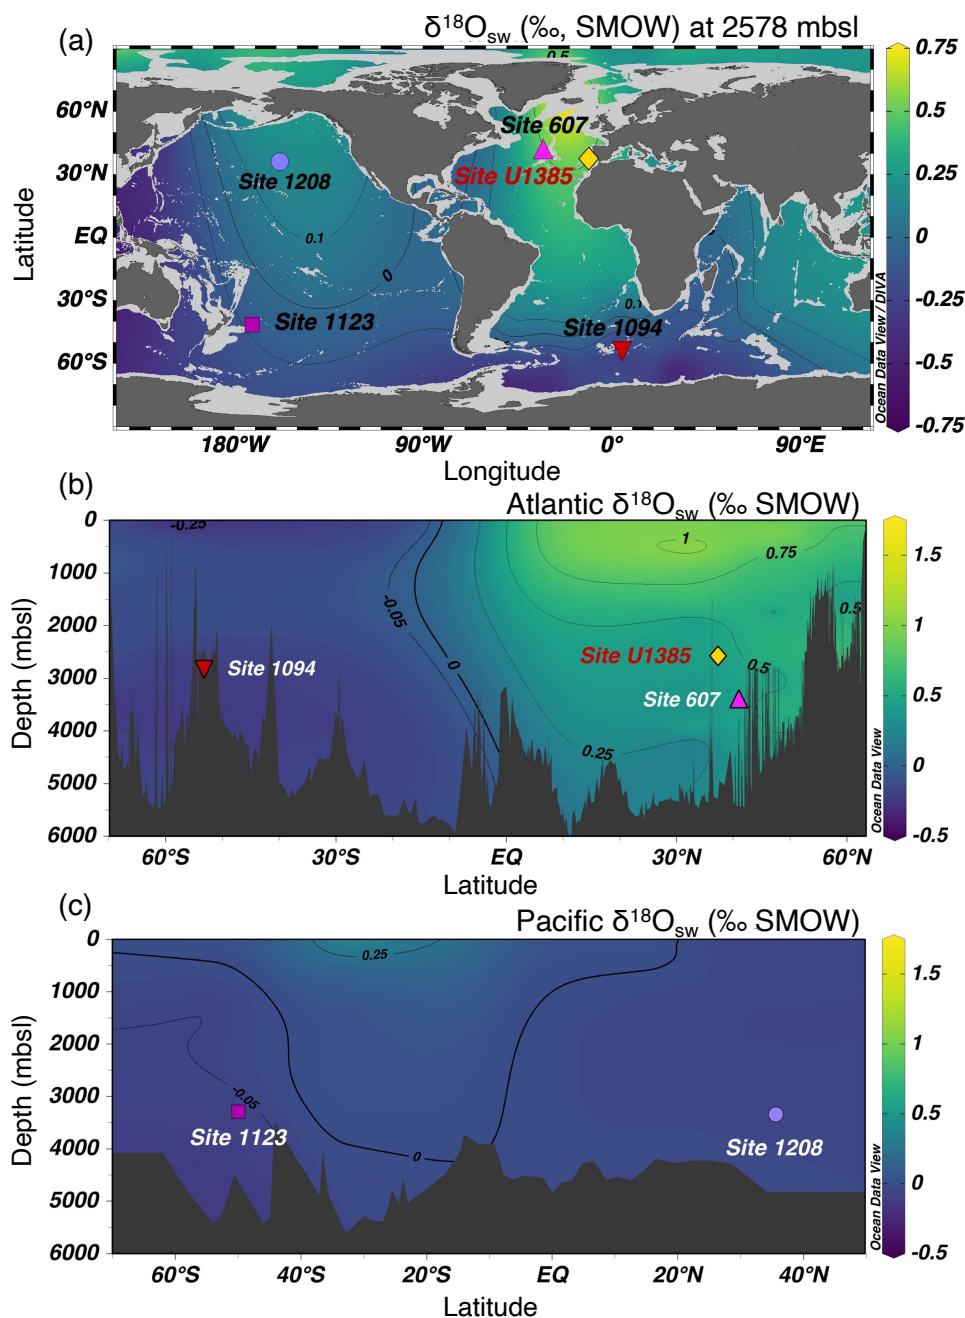 (a)
δ18Osw (‰, SMOW) at 2578 mbsl
0.5
60°N
30°N
EQ
30°S
60°S
Latitude
Site 607
Site U1385
Site 1208
0.1
0
Site 1123
0.1
Site 1094
180°W
90°W
0°
90°E
Longitude
0.75
0.5
0.25
0
-0.25
-0.5
-0.75
Ocean Data View / DIVA
(b)
Atlantic δ18Osw (‰ SMOW)
0
1000
2000
3000
4000
5000
6000
Depth (mbsl)
-0.25
1
0.75
0.5
-0.05
0
Site U1385
0.5
Site 1094
Site 607
0.25
60°S
30°S
EQ
30°N
60°N
Latitude
1.5
1
0.5
0
-0.5
Ocean Data View
(c)
Pacific δ18Osw (‰ SMOW)
0
1000
2000
3000
4000
5000
6000
Depth (mbsl)
0.25
-0.05
Site 1123
Site 1208
0
60°S
40°S
20°S
EQ
20°N
40°N
Latitude
1.5
1
0.5
0
-0.5
Ocean Data View